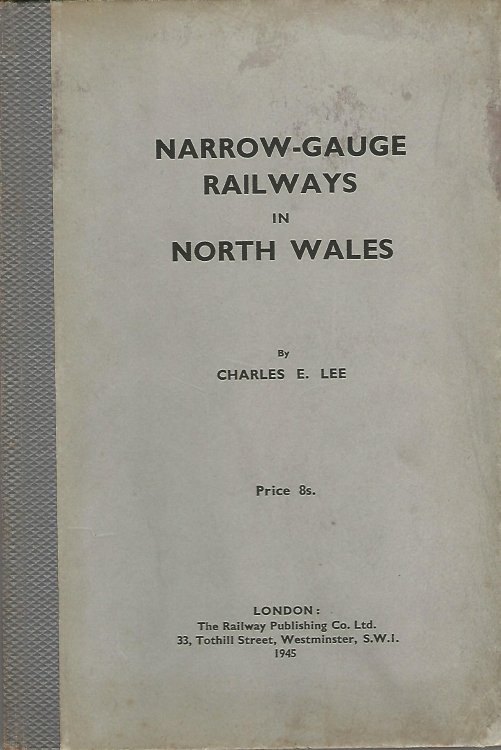 NARROW-GAUGE
RAILWAYS
IN
NORTH WALES
By
CHARLES E. LEE
Price 8s.
LONDON:
The Railway Publishing Co. Ltd.
33, Tothill Street, Westminster, S.W.1.
1945